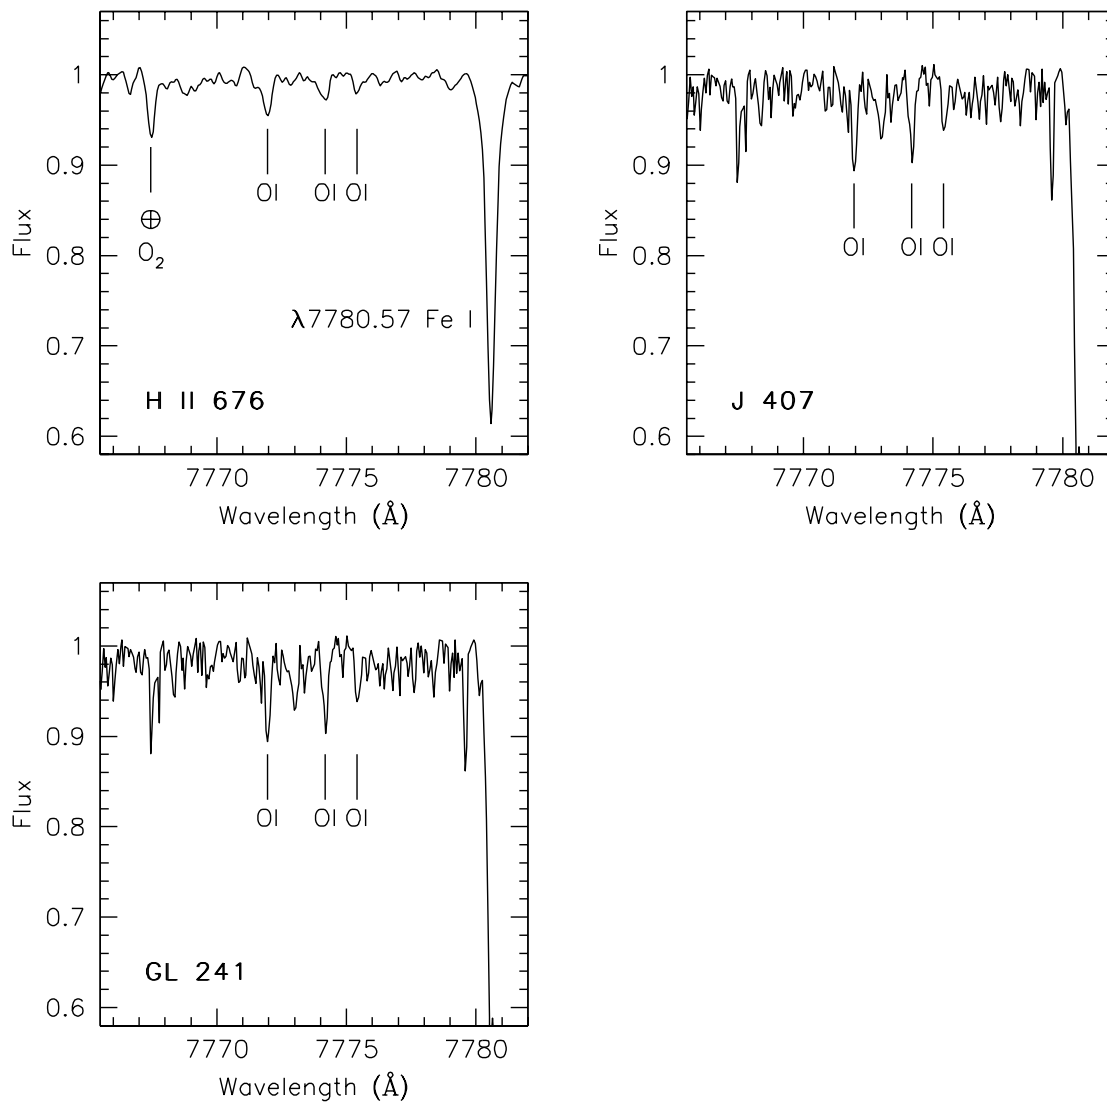 1
0.9
0.8
0.7
0.6
Flux
OI OI OI
⊕
O₂
λ7780.57 Fe I
H II 676
7770 7775 7780
Wavelength (Å)
1
0.9
0.8
0.7
0.6
Flux
OI OI OI
J 407
7770 7775 7780
Wavelength (Å)
1
0.9
0.8
0.7
0.6
Flux
OI OI OI
GL 241
7770 7775 7780
Wavelength (Å)